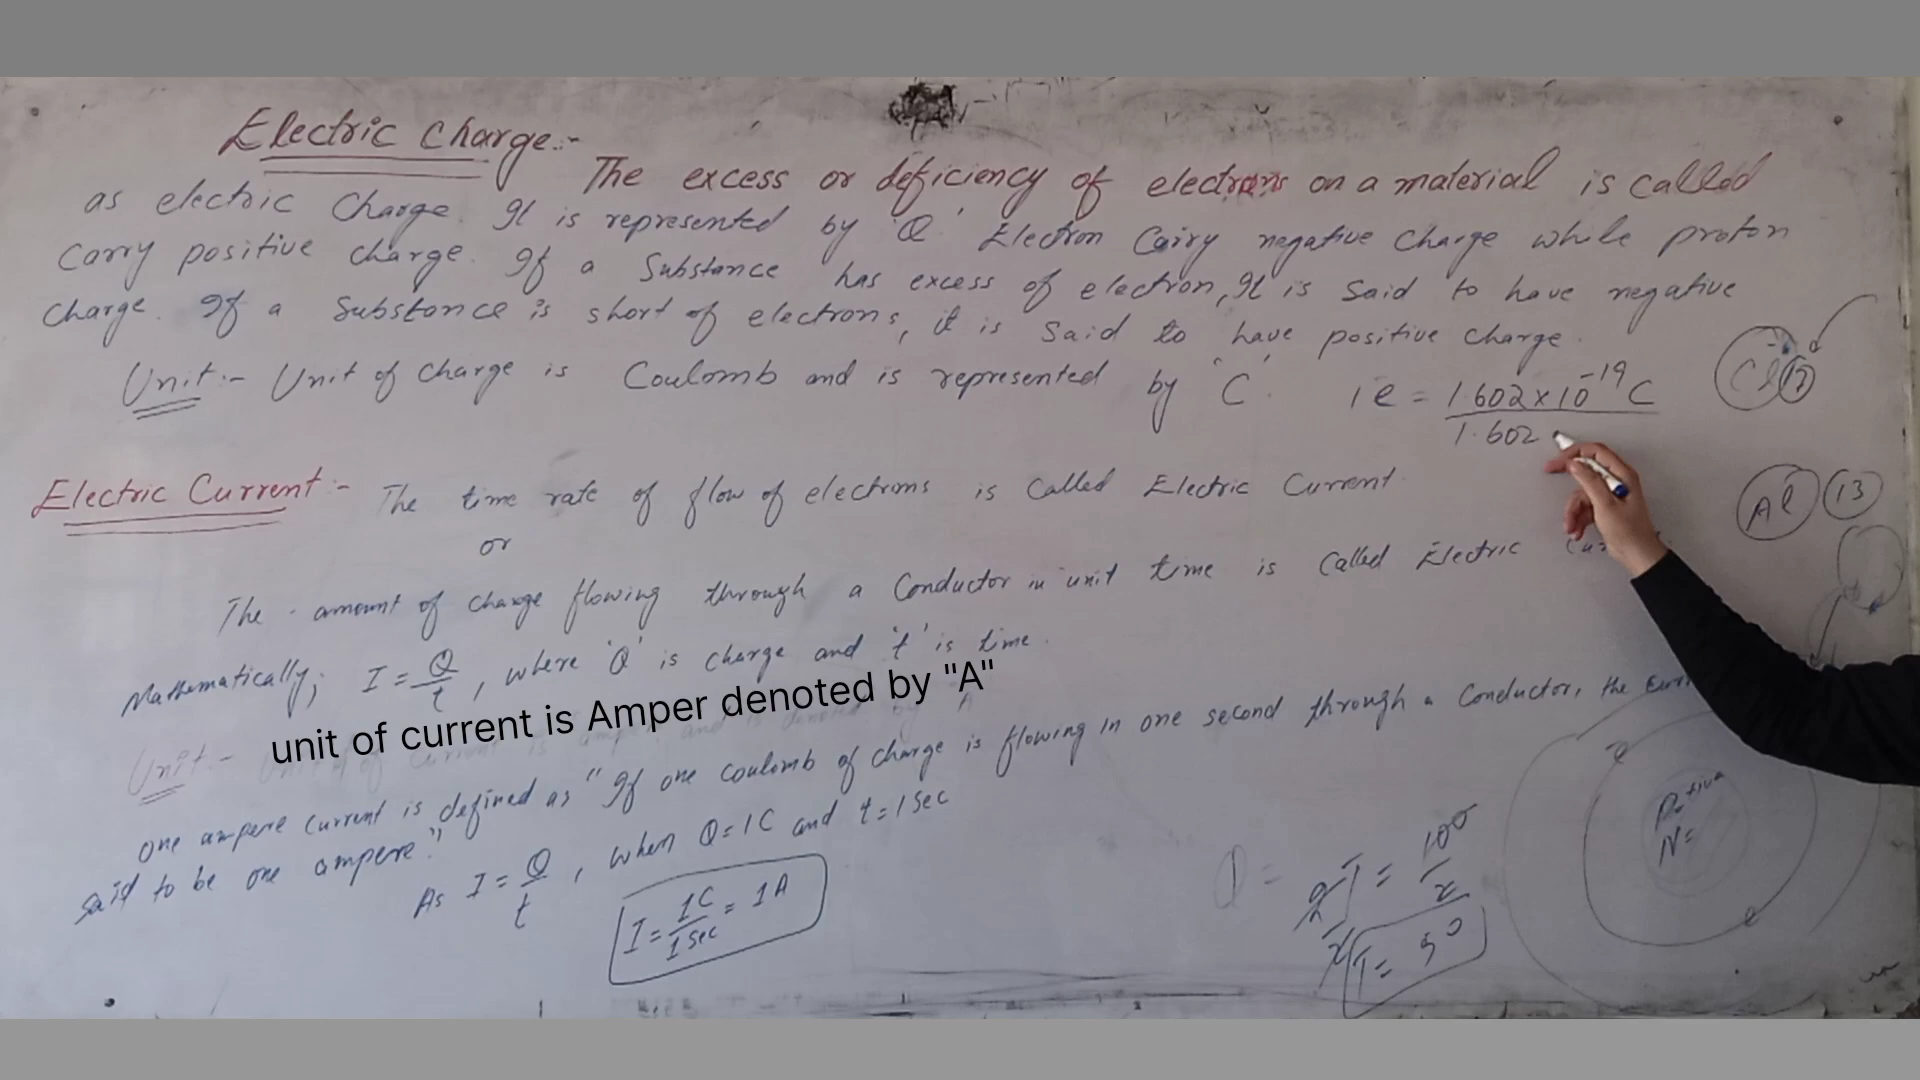 Electric Charge:-
The excess or deficiency of electrons on a material is called
as electric charge. It is represented by 'Q'. Electron Carry negative charge while proton
Carry positive charge. If a Substance has excess of electron, It is said to have negative
charge. If a Substance is short of electrons, it is said to have positive charge.
Unit:- Unit of charge is Coulomb and is represented by 'C'.
1e = 1.602x10^-19 C
1.602
Cl 17
Electric Current:- The time rate of flow of electrons is called Electric Current.
Al 13
or
The amount of charge flowing through a Conductor in unit time is called Electric
Mathematically; I = Q/t, where 'Q' is charge and 't' is time.
unit of current is Amper denoted by "A"
Unit:-
One ampere current is defined as "If one coulomb of charge is flowing in one second through a Conductor, the
said to be one ampere."
As I = Q/t, when Q=1C and t=1Sec
I = 1C/1Sec = 1A
I = 50
N=